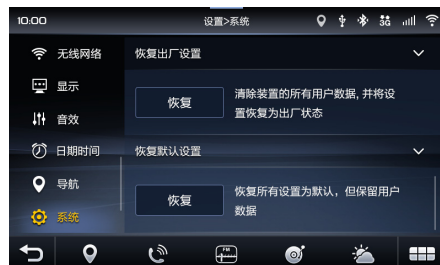 10:00
设置>系统
3G
无线网络
恢复出厂设置
显示
恢复
清除装置的所有用户数据, 并将设
置恢复为出厂状态
音效
日期时间
恢复默认设置
导航
恢复
恢复所有设置为默认，但保留用户
数据
系统
FM